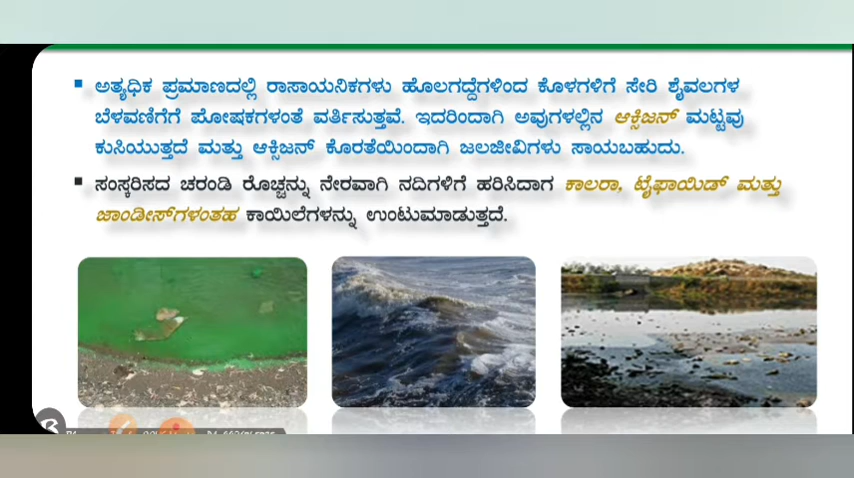 ಅತ್ಯಧಿಕ ಪ್ರಮಾಣದಲ್ಲಿ ರಾಸಾಯನಿಕಗಳು ಹೊಲಗದ್ದೆಗಳಿಂದ ಕೊಳಗಳಿಗೆ ಸೇರಿ ಶೈವಲಗಳ
ಬೆಳವಣಿಗೆಗೆ ಪೋಷಕಗಳಂತೆ ವರ್ತಿಸುತ್ತವೆ. ಇದರಿಂದಾಗಿ ಅವುಗಳಲ್ಲಿನ ಆಕ್ಸಿಜನ್ ಮಟ್ಟವು
ಕುಸಿಯುತ್ತದೆ ಮತ್ತು ಆಕ್ಸಿಜನ್ ಕೊರತೆಯಿಂದಾಗಿ ಜಲಜೀವಿಗಳು ಸಾಯಬಹುದು.
ಸಂಸ್ಕರಿಸದ ಚರಂಡಿ ರೊಚ್ಚನ್ನು ನೇರವಾಗಿ ನದಿಗಳಿಗೆ ಹರಿಸಿದಾಗ ಕಾಲರಾ, ಟೈಫಾಯಿಡ್ ಮತ್ತು
ಜಾಂಡೀಸ್‌ಗಳಂತಹ ಕಾಯಿಲೆಗಳನ್ನು ಉಂಟುಮಾಡುತ್ತದೆ.